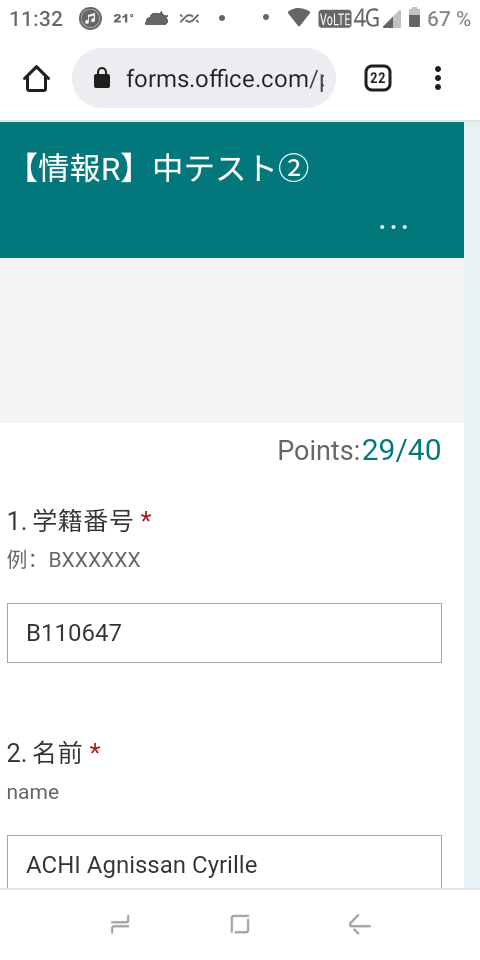 11:32 21° VoLTE 4G 67 %
forms.office.com/p
22
【情報R】中テスト②
...
Points:29/40
1. 学籍番号 *
例：BXXXXXX
B110647
2. 名前 *
name
ACHI Agnissan Cyrille